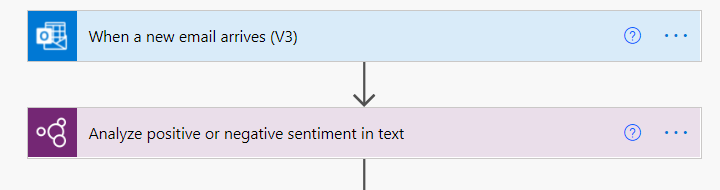 When a new email arrives (V3)
Analyze positive or negative sentiment in text